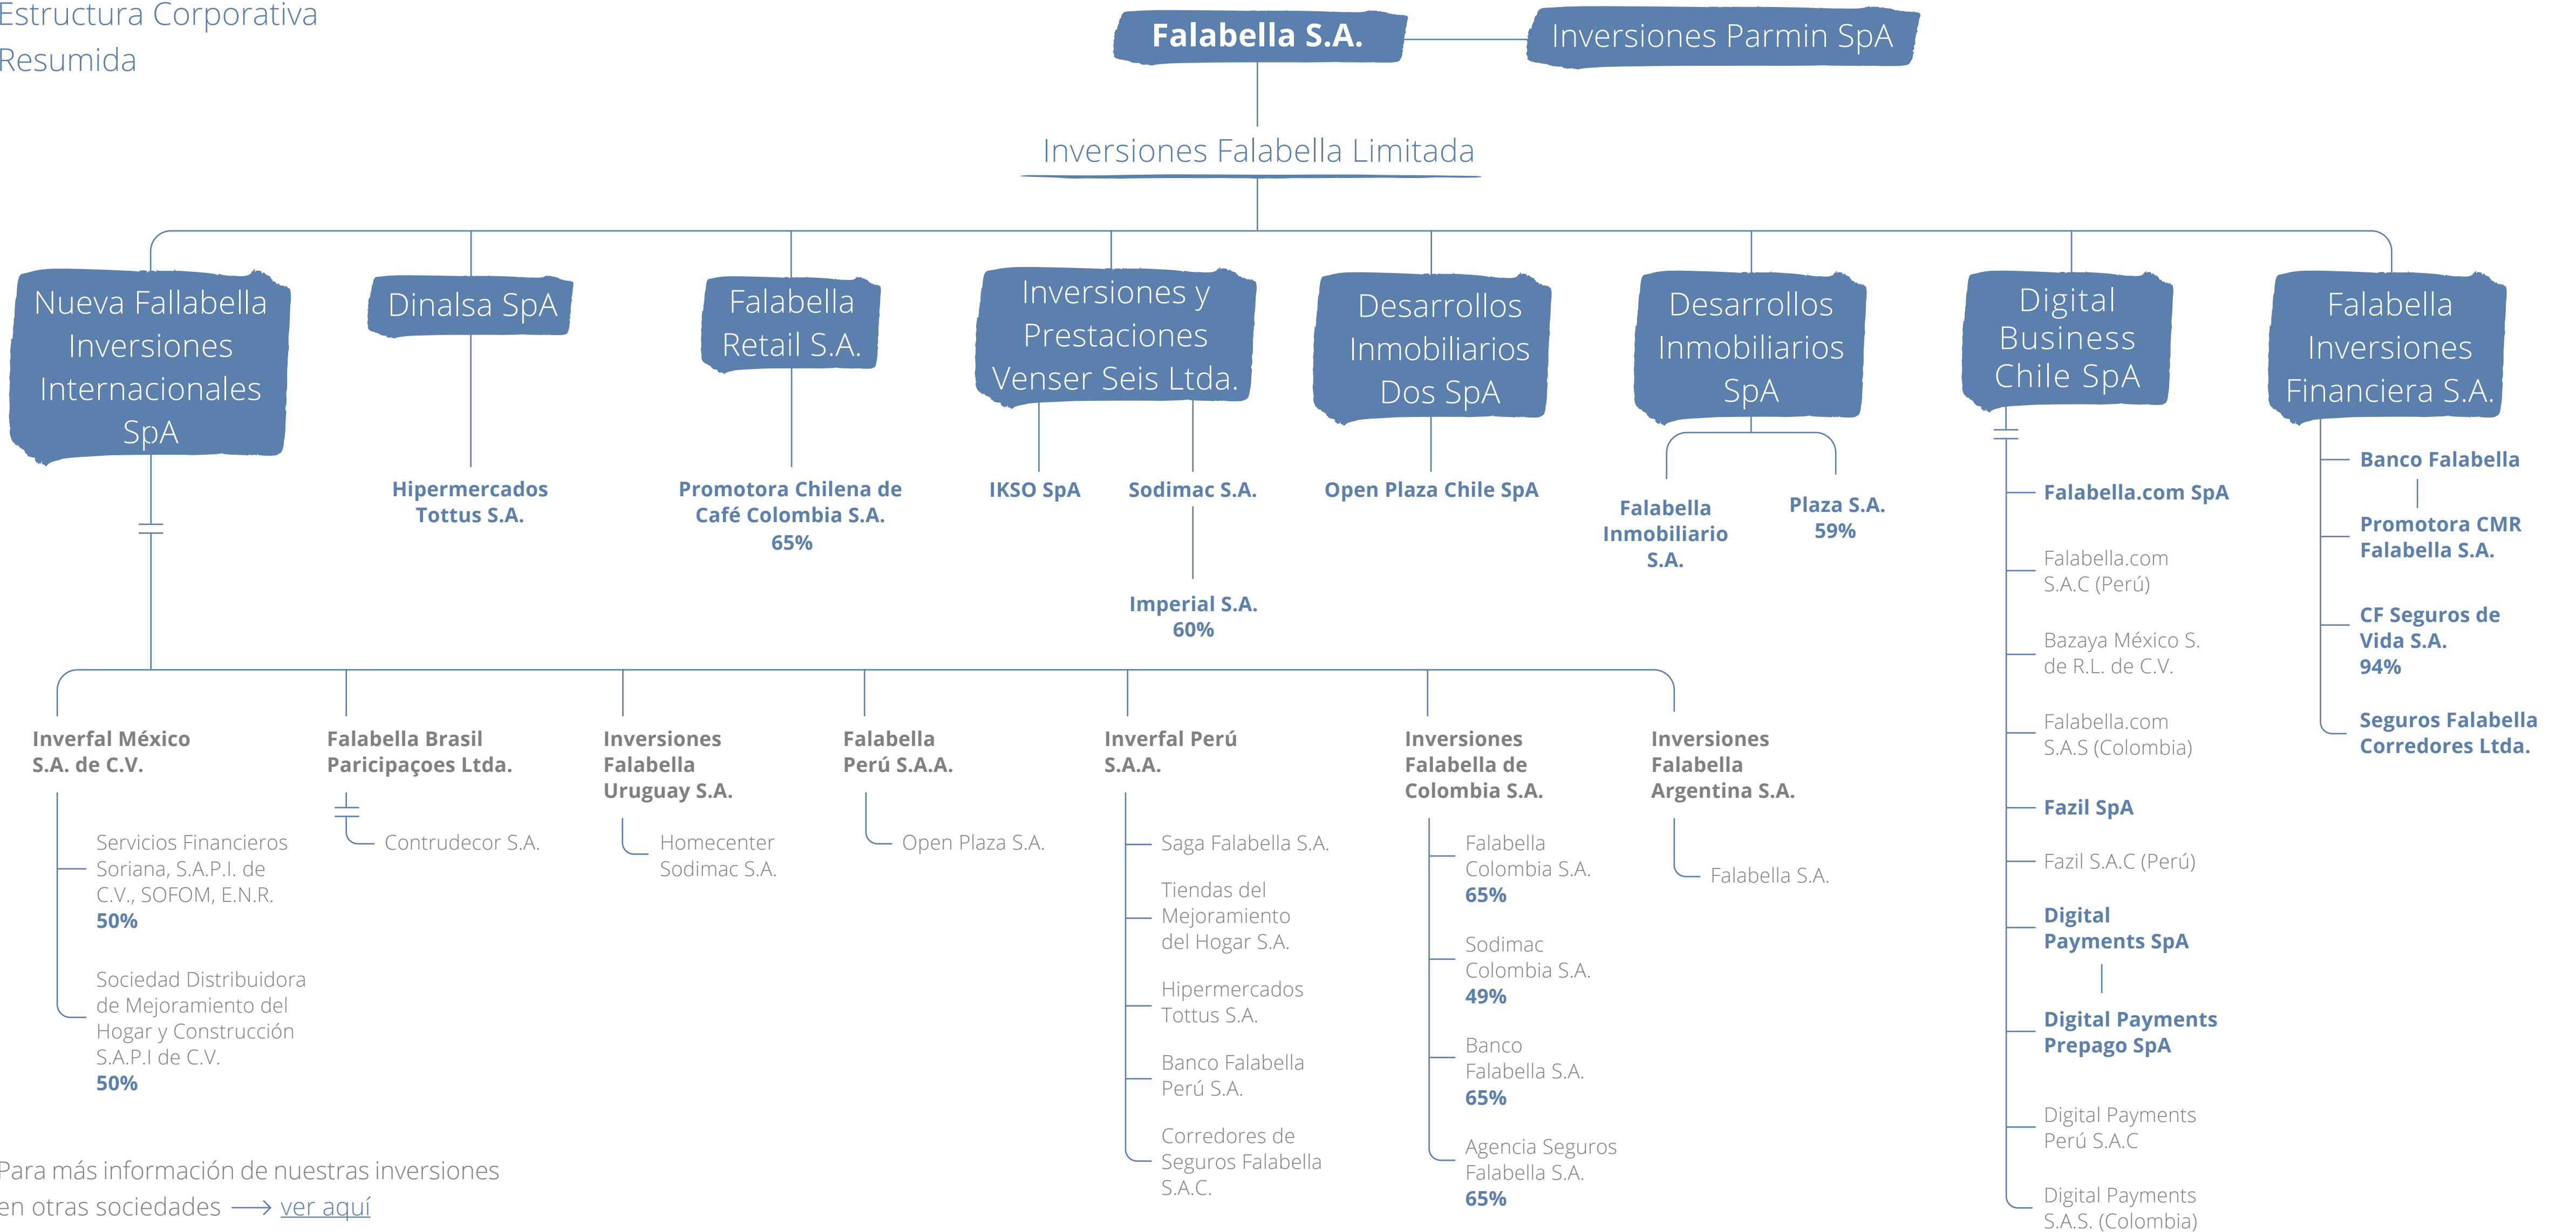 Estructura Corporativa
Resumida
Falabella S.A.
Inversiones Parmin SpA
Inversiones Falabella Limitada
Nueva Fallabella
Inversiones
Internacionales
SpA
Dinalsa SpA
Falabella
Retail S.A.
Inversiones y
Prestaciones
Venser Seis Ltda.
Desarrollos
Inmobiliarios
Dos SpA
Desarrollos
Inmobiliarios
SpA
Digital
Business
Chile SpA
Falabella
Inversiones
Financiera S.A.
Hipermercados
Tottus S.A.
Promotora Chilena de
Café Colombia S.A.
65%
IKSO SpA
Sodimac S.A.
Imperial S.A.
60%
Open Plaza Chile SpA
Falabella
Inmobiliario
S.A.
Plaza S.A.
59%
Falabella.com SpA
Falabella.com
S.A.C (Perú)
Bazaya México S.
de R.L. de C.V.
Falabella.com
S.A.S (Colombia)
Fazil SpA
Fazil S.A.C (Perú)
Digital
Payments SpA
Digital Payments
Prepago SpA
Digital Payments
Perú S.A.C
Digital Payments
S.A.S. (Colombia)
Banco Falabella
Promotora CMR
Falabella S.A.
CF Seguros de
Vida S.A.
94%
Seguros Falabella
Corredores Ltda.
Inverfal México
S.A. de C.V.
Servicios Financieros
Soriana, S.A.P.I. de
C.V., SOFOM, E.N.R.
50%
Sociedad Distribuidora
de Mejoramiento del
Hogar y Construcción
S.A.P.I de C.V.
50%
Falabella Brasil
Paricipaçoes Ltda.
Contrudecor S.A.
Inversiones
Falabella
Uruguay S.A.
Homecenter
Sodimac S.A.
Falabella
Perú S.A.A.
Open Plaza S.A.
Inverfal Perú
S.A.A.
Saga Falabella S.A.
Tiendas del
Mejoramiento
del Hogar S.A.
Hipermercados
Tottus S.A.
Banco Falabella
Perú S.A.
Corredores de
Seguros Falabella
S.A.C.
Inversiones
Falabella de
Colombia S.A.
Falabella
Colombia S.A.
65%
Sodimac
Colombia S.A.
49%
Banco
Falabella S.A.
65%
Agencia Seguros
Falabella S.A.
65%
Inversiones
Falabella
Argentina S.A.
Falabella S.A.
Para más información de nuestras inversiones
en otras sociedades → ver aquí